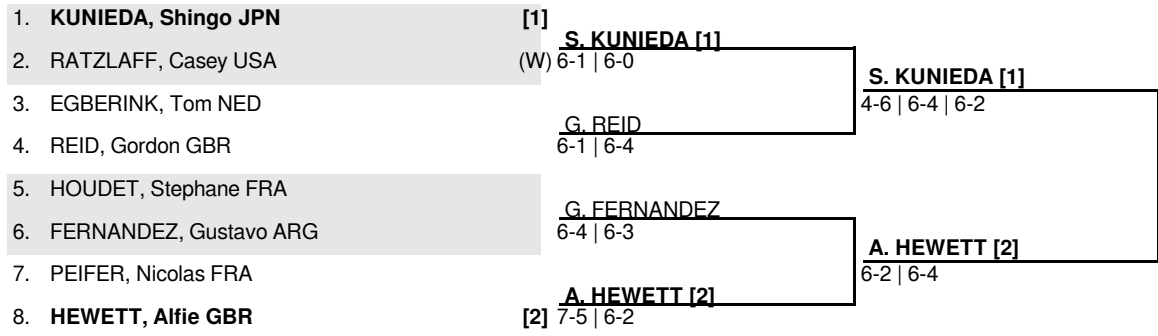 1. KUNIEDA, Shingo JPN [1]
S. KUNIEDA [1]
2. RATZLAFF, Casey USA (W) 6-1 | 6-0
S. KUNIEDA [1]
3. EGBERINK, Tom NED
4-6 | 6-4 | 6-2
G. REID
4. REID, Gordon GBR
6-1 | 6-4
5. HOUDET, Stephane FRA
G. FERNANDEZ
6. FERNANDEZ, Gustavo ARG
6-4 | 6-3
A. HEWETT [2]
7. PEIFER, Nicolas FRA
6-2 | 6-4
A. HEWETT [2]
8. HEWETT, Alfie GBR [2] 7-5 | 6-2